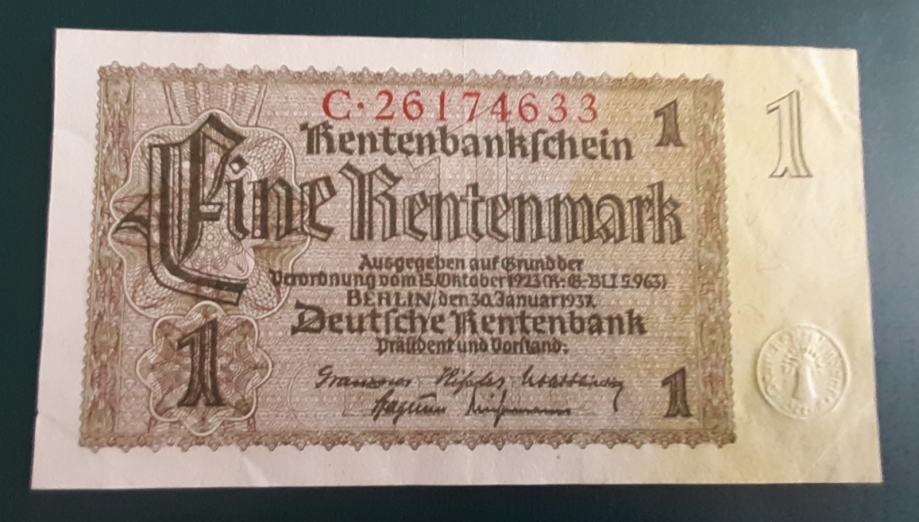 C·26174633
1
1
Rentenbankschein
Eine Rentenmark
Ausgegeben auf Grund der
Verordnung vom 15. Oktober 1923 (R-G-Bl I S. 963)
BERLIN, den 30. Januar 1937.
Deutsche Rentenbank
Präsident und Vorstand:
1
1